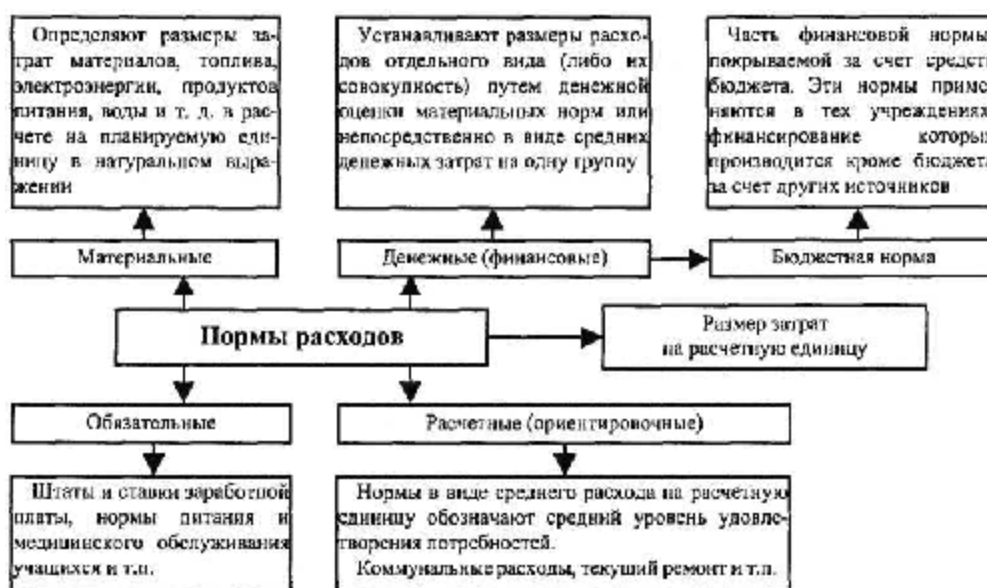 Определяют размеры за-
трат материалов, топлива,
электроэнергии, продуктов
питания, воды и т. д. в рас-
чете на планируемую еди-
ницу в натуральном выра-
жении
Устанавливают размеры расхо-
дов отдельного вида (либо их
совокупность) путем денежной
оценки материальных норм или
непосредственно в виде средних
денежных затрат на одну группу
Часть финансовой нормы,
покрываемой за счет средств
бюджета. Эти нормы приме-
няются в тех учреждениях,
финансирование которых
производится кроме бюджета
за счет других источников
Материальные
Денежные (финансовые)
Бюджетная норма
Пормы расходов
Размер затрат
на расчетную единицу
Обязательные
Расчетные (ориентировочные)
Штаты и ставки заработной
платы, нормы питания и
медицинского обслуживания
учащихся и т.п.
Нормы в виде среднего расхода на расчетную
единицу обозначают средний уровень удовле-
творения потребностей.
Коммунальные расходы, текущий ремонт и т.п.